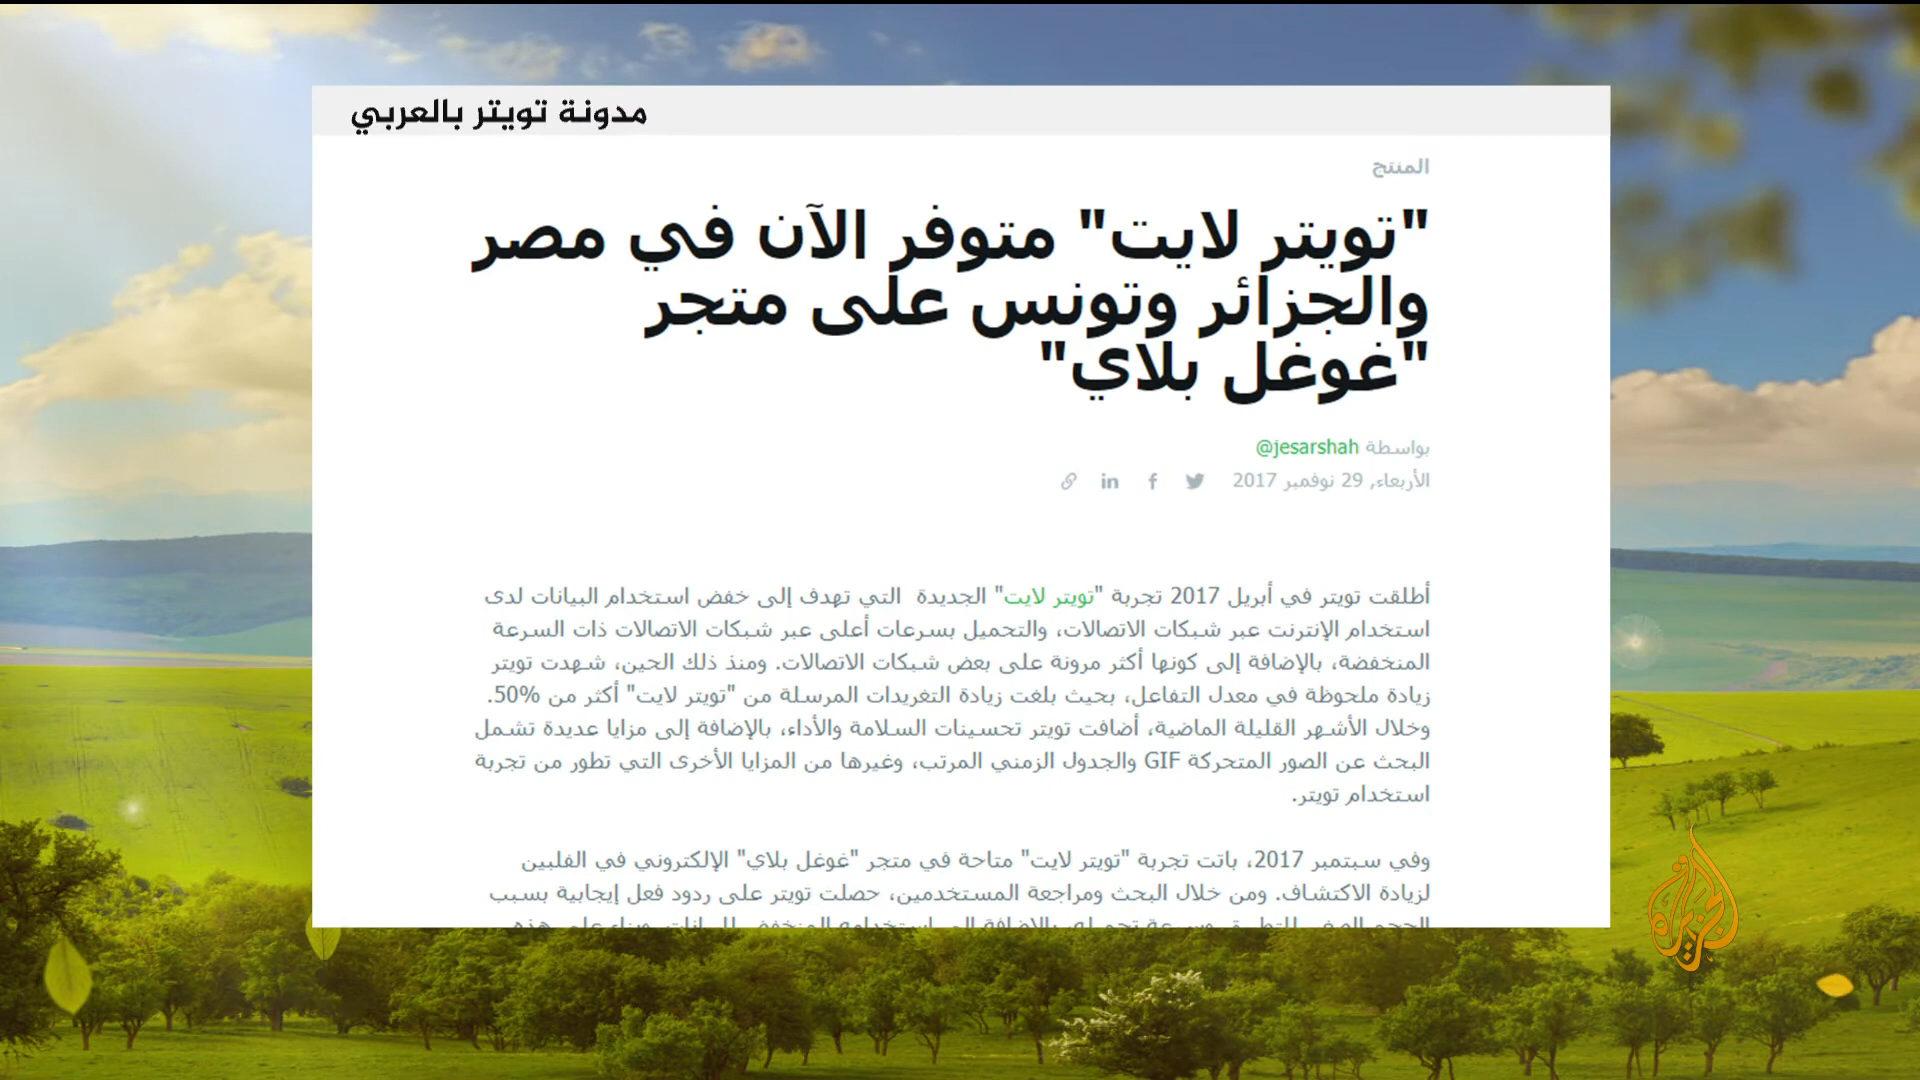 مدونة تويتر بالعربي
المنتج
"تويتر لايت" متوفر الآن في مصر
والجزائر وتونس على متجر
"غوغل بلاي"
بواسطة @jesarshah
الأربعاء, 29 نوفمبر 2017
أطلقت تويتر في أبريل 2017 تجربة "تويتر لايت" الجديدة التي تهدف إلى خفض استخدام البيانات لدى
استخدام الإنترنت عبر شبكات الاتصالات، والتحميل بسرعات أعلى عبر شبكات الاتصالات ذات السرعة
المنخفضة، بالإضافة إلى كونها أكثر مرونة على بعض شبكات الاتصالات. ومنذ ذلك الحين، شهدت تويتر
زيادة ملحوظة في معدل التفاعل، بحيث بلغت زيادة التغريدات المرسلة من "تويتر لايت" أكثر من 50%.
وخلال الأشهر القليلة الماضية، أضافت تويتر تحسينات السلامة والأداء، بالإضافة إلى مزايا عديدة تشمل
البحث عن الصور المتحركة GIF والجدول الزمني المرتب، وغيرها من المزايا الأخرى التي تطور من تجربة
استخدام تويتر.
وفي سبتمبر 2017، باتت تجربة "تويتر لايت" متاحة في متجر "غوغل بلاي" الإلكتروني في الفلبين
لزيادة الاكتشاف. ومن خلال البحث ومراجعة المستخدمين، حصلت تويتر على ردود فعل إيجابية بسبب
الجزيرة